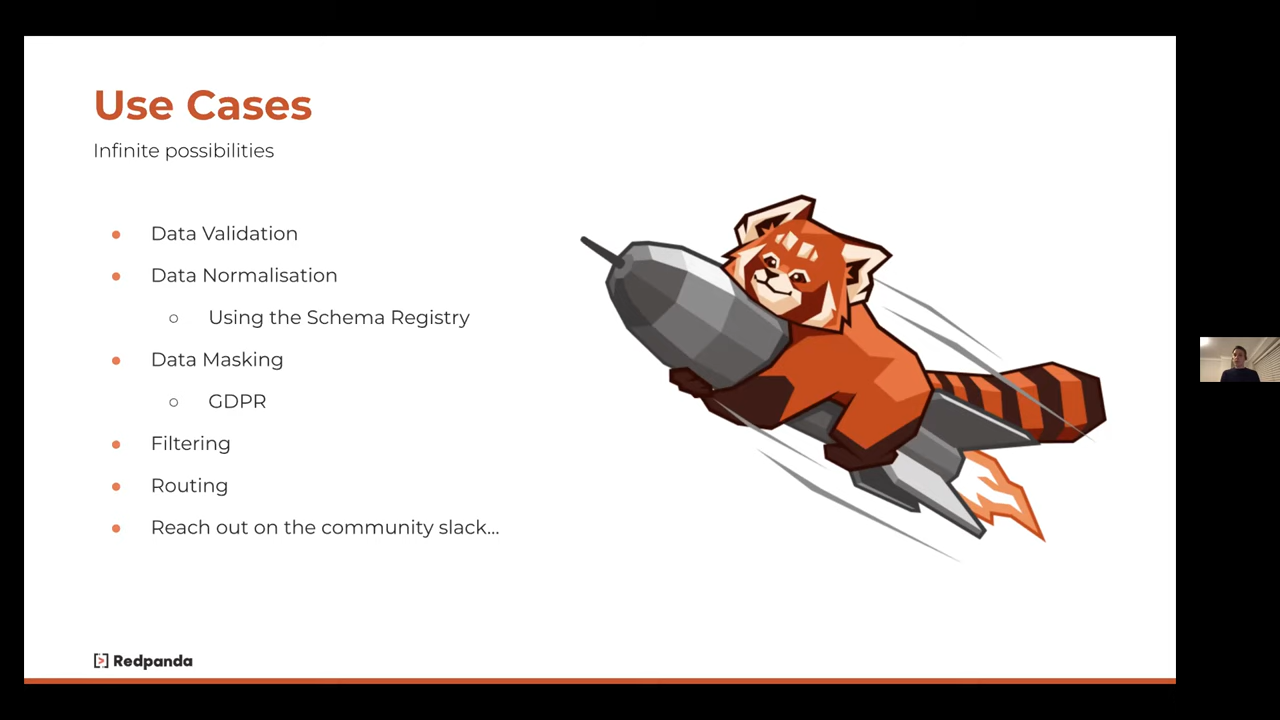 Use Cases
Infinite possibilities
Data Validation
Data Normalisation
Using the Schema Registry
Data Masking
GDPR
Filtering
Routing
Reach out on the community slack...
Redpanda